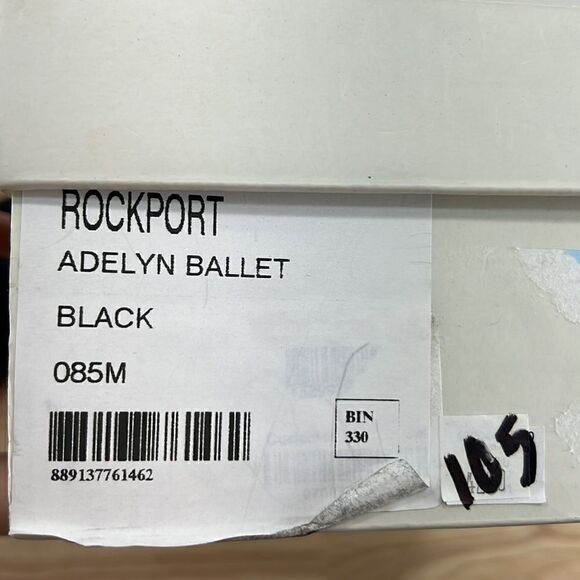 ROCKPORT
ADELYN BALLET
BLACK
085M
BIN
330
889137761462
105